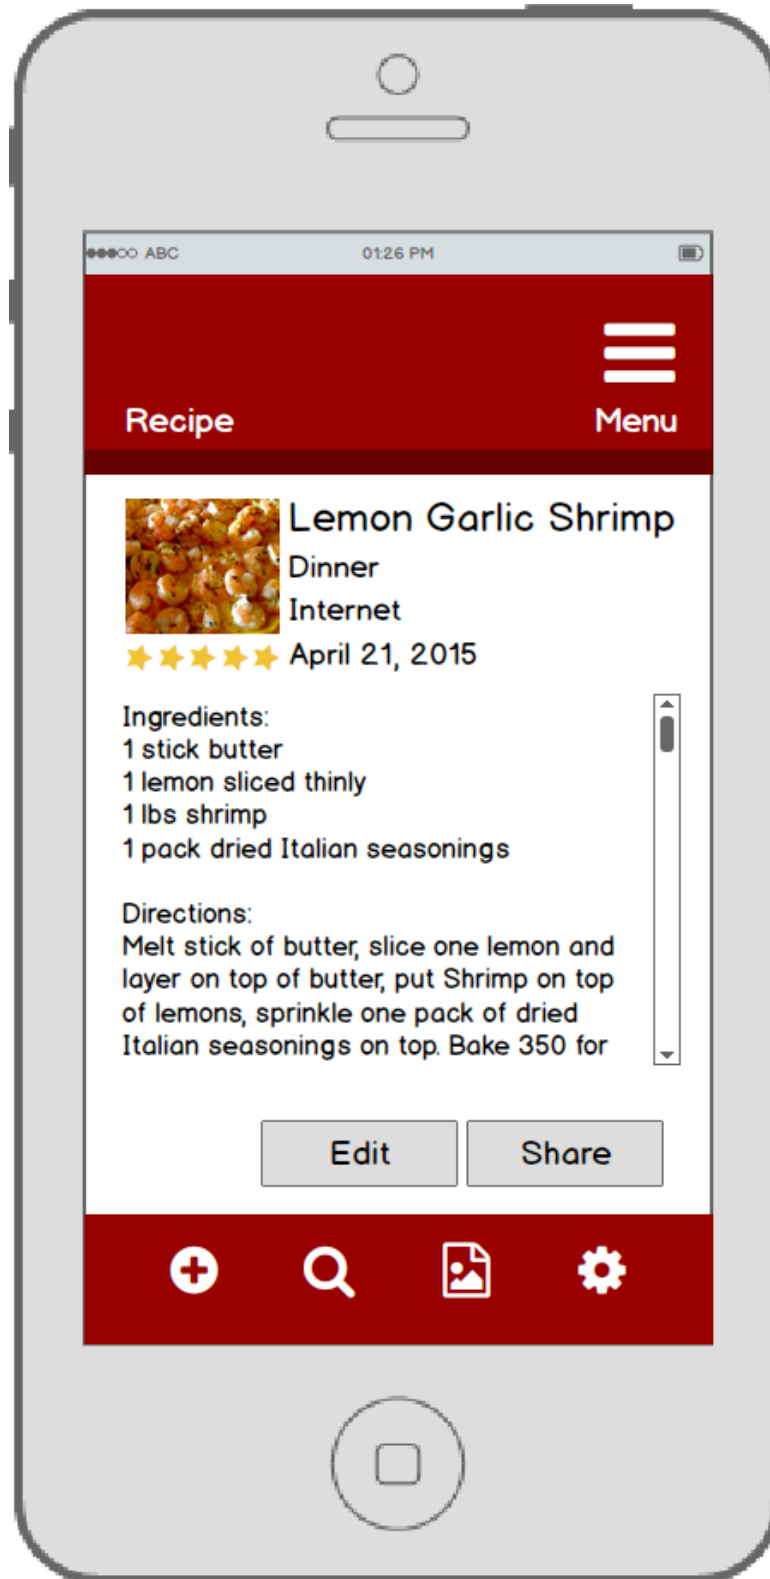 ABC 01:26 PM
Recipe Menu
Lemon Garlic Shrimp
Dinner
Internet
April 21, 2015
Ingredients:
1 stick butter
1 lemon sliced thinly
1 lbs shrimp
1 pack dried Italian seasonings
Directions:
Melt stick of butter, slice one lemon and
layer on top of butter, put Shrimp on top
of lemons, sprinkle one pack of dried
Italian seasonings on top. Bake 350 for
Edit Share